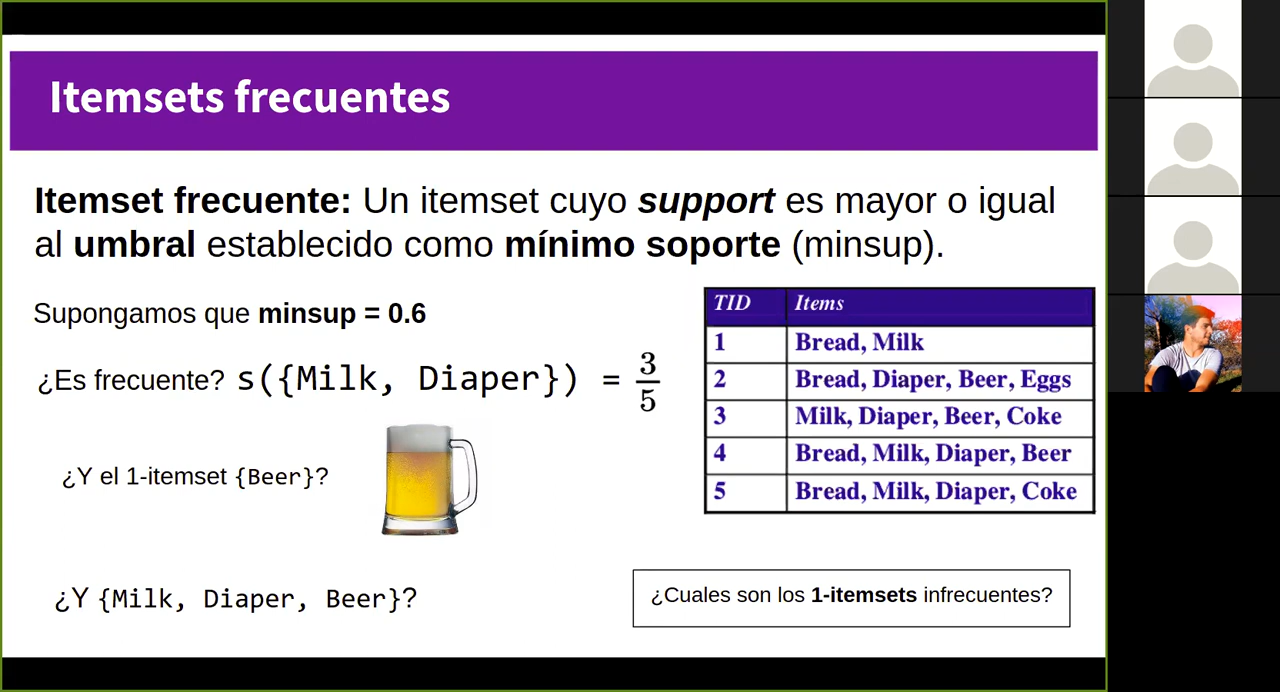 Itemsets frecuentes
Itemset frecuente: Un itemset cuyo support es mayor o igual
al umbral establecido como mínimo soporte (minsup).
Supongamos que minsup = 0.6
¿Es frecuente? s({Milk, Diaper}) = 3/5
¿Y el 1-itemset {Beer}?
¿Y {Milk, Diaper, Beer}?
TID Items
1 Bread, Milk
2 Bread, Diaper, Beer, Eggs
3 Milk, Diaper, Beer, Coke
4 Bread, Milk, Diaper, Beer
5 Bread, Milk, Diaper, Coke
¿Cuales son los 1-itemsets infrecuentes?